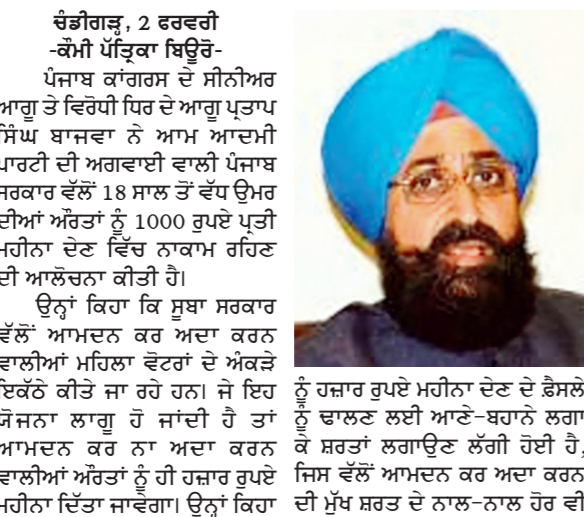 ਚੰਡੀਗੜ੍ਹ, 2 ਫਰਵਰੀ
-ਕੌਮੀ ਪੱਤ੍ਰਿਕਾ ਬਿਊਰੋ-
ਪੰਜਾਬ ਕਾਂਗਰਸ ਦੇ ਸੀਨੀਅਰ
ਆਗੂ ਤੇ ਵਿਰੋਧੀ ਧਿਰ ਦੇ ਆਗੂ ਪ੍ਰਤਾਪ
ਸਿੰਘ ਬਾਜਵਾ ਨੇ ਆਮ ਆਦਮੀ
ਪਾਰਟੀ ਦੀ ਅਗਵਾਈ ਵਾਲੀ ਪੰਜਾਬ
ਸਰਕਾਰ ਵੱਲੋਂ 18 ਸਾਲ ਤੋਂ ਵੱਧ ਉਮਰ
ਦੀਆਂ ਔਰਤਾਂ ਨੂੰ 1000 ਰੁਪਏ ਪ੍ਰਤੀ
ਮਹੀਨਾ ਦੇਣ ਵਿੱਚ ਨਾਕਾਮ ਰਹਿਣ
ਦੀ ਆਲੋਚਨਾ ਕੀਤੀ ਹੈ।
ਉਨ੍ਹਾਂ ਕਿਹਾ ਕਿ ਸੂਬਾ ਸਰਕਾਰ
ਵੱਲੋਂ ਆਮਦਨ ਕਰ ਅਦਾ ਕਰਨ
ਵਾਲੀਆਂ ਮਹਿਲਾ ਵੋਟਰਾਂ ਦੇ ਅੰਕੜੇ
ਇਕੱਠੇ ਕੀਤੇ ਜਾ ਰਹੇ ਹਨ। ਜੇ ਇਹ
ਯੋਜਨਾ ਲਾਗੂ ਹੋ ਜਾਂਦੀ ਹੈ ਤਾਂ
ਆਮਦਨ ਕਰ ਨਾ ਅਦਾ ਕਰਨ
ਵਾਲੀਆਂ ਔਰਤਾਂ ਨੂੰ ਹੀ ਹਜ਼ਾਰ ਰੁਪਏ
ਮਹੀਨਾ ਦਿੱਤਾ ਜਾਵੇਗਾ। ਉਨ੍ਹਾਂ ਕਿਹਾ
ਨੂੰ ਹਜ਼ਾਰ ਰੁਪਏ ਮਹੀਨਾ ਦੇਣ ਦੇ ਫ਼ੈਸਲੇ
ਨੂੰ ਢਾਲਣ ਲਈ ਆਣੇ-ਬਹਾਨੇ ਲਗਾ
ਕੇ ਸ਼ਰਤਾਂ ਲਗਾਉਣ ਲੱਗੀ ਹੋਈ ਹੈ,
ਜਿਸ ਵੱਲੋਂ ਆਮਦਨ ਕਰ ਅਦਾ ਕਰਨ
ਦੀ ਮੁੱਖ ਸ਼ਰਤ ਦੇ ਨਾਲ-ਨਾਲ ਹੋਰ ਵੀ